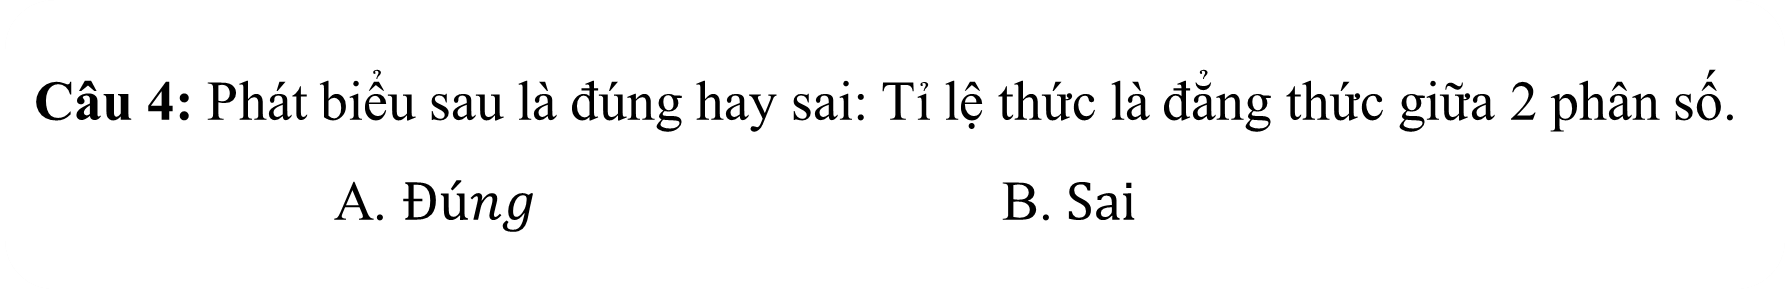 Câu 4: Phát biểu sau là đúng hay sai: Tỉ lệ thức là đẳng thức giữa 2 phân số.
A. Đúng B. Sai